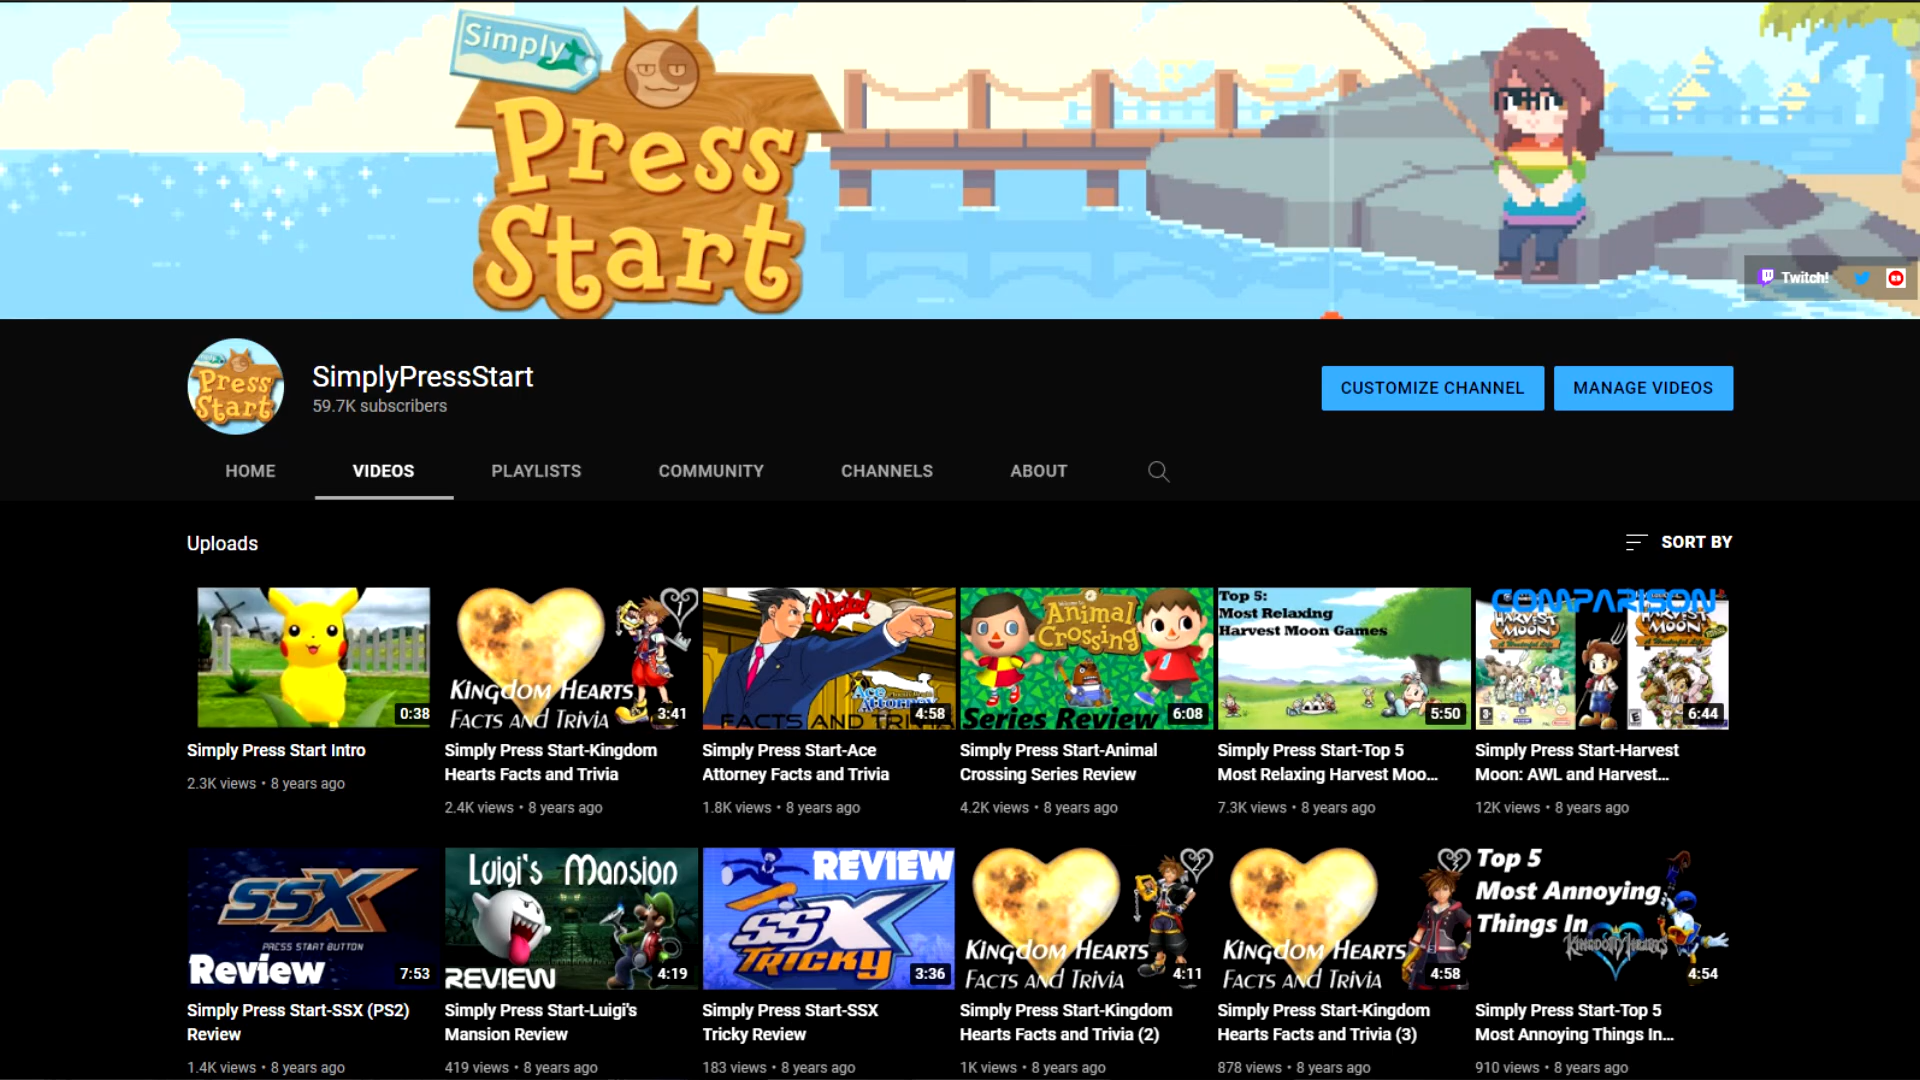 Simply
Press
Start
Twitch!
Press
Start
SimplyPressStart
59.7K subscribers
CUSTOMIZE CHANNEL
MANAGE VIDEOS
HOME
VIDEOS
PLAYLISTS
COMMUNITY
CHANNELS
ABOUT
Uploads
SORT BY
0:38
KINGDOM HEARTS
FACTS AND TRIVIA
3:41
Objection!
Ace
Attorney
FACTS AND TRI
4:58
Animal
Crossing
Series Review
6:08
Top 5:
Most Relaxing
Harvest Moon Games
5:50
COMPARISON
HARVEST
MOON
HARVEST
MOON
6:44
Simply Press Start Intro
2.3K views • 8 years ago
Simply Press Start-Kingdom
Hearts Facts and Trivia
2.4K views • 8 years ago
Simply Press Start-Ace
Attorney Facts and Trivia
1.8K views • 8 years ago
Simply Press Start-Animal
Crossing Series Review
4.2K views • 8 years ago
Simply Press Start-Top 5
Most Relaxing Harvest Moo...
7.3K views • 8 years ago
Simply Press Start-Harvest
Moon: AWL and Harvest...
12K views • 8 years ago
SSX
PRESS START BUTTON
Review
7:53
Luigi's Mansion
REVIEW
4:19
REVIEW
SSX
TRICKY
3:36
KINGDOM HEARTS
FACTS AND TRIVIA
4:11
KINGDOM HEARTS
FACTS AND TRIVIA
4:58
Top 5
Most Annoying
Things In
KINGDOM HEARTS
4:54
Simply Press Start-SSX (PS2)
Review
1.4K views • 8 years ago
Simply Press Start-Luigi's
Mansion Review
419 views • 8 years ago
Simply Press Start-SSX
Tricky Review
183 views • 8 years ago
Simply Press Start-Kingdom
Hearts Facts and Trivia (2)
1K views • 8 years ago
Simply Press Start-Kingdom
Hearts Facts and Trivia (3)
878 views • 8 years ago
Simply Press Start-Top 5
Most Annoying Things In...
910 views • 8 years ago